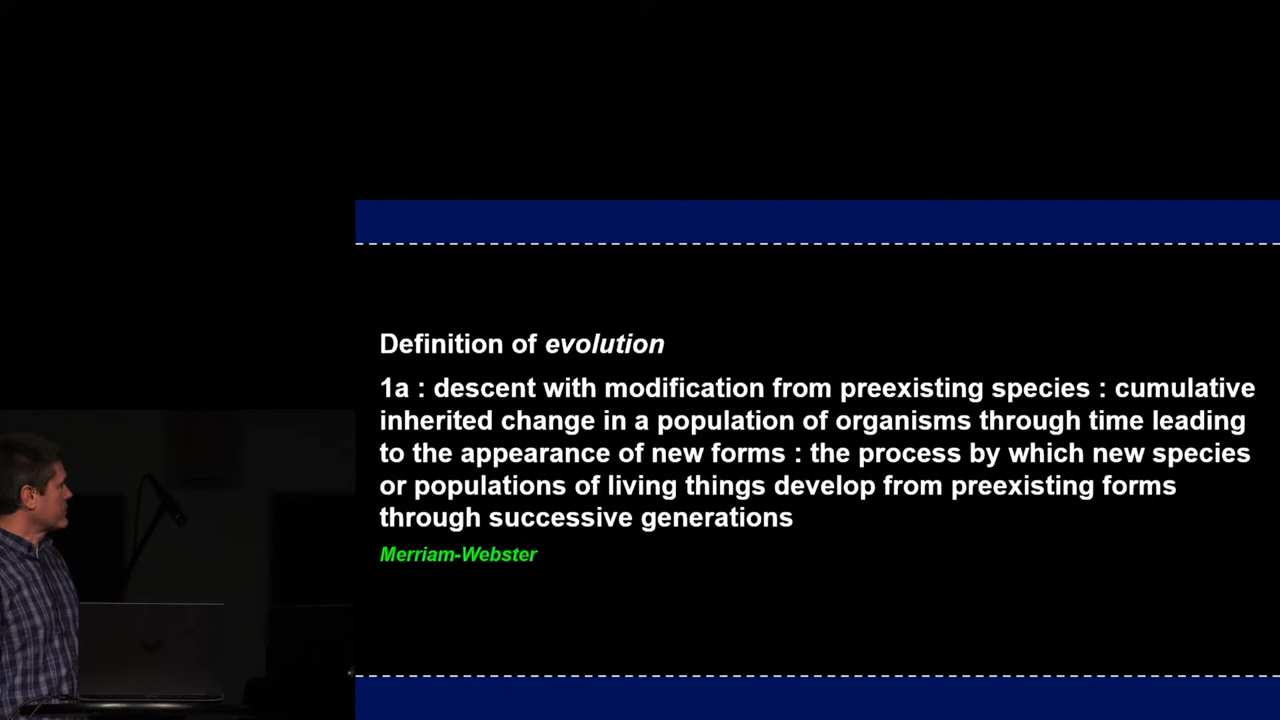 Definition of evolution
1a : descent with modification from preexisting species : cumulative
inherited change in a population of organisms through time leading
to the appearance of new forms : the process by which new species
or populations of living things develop from preexisting forms
through successive generations
Merriam-Webster